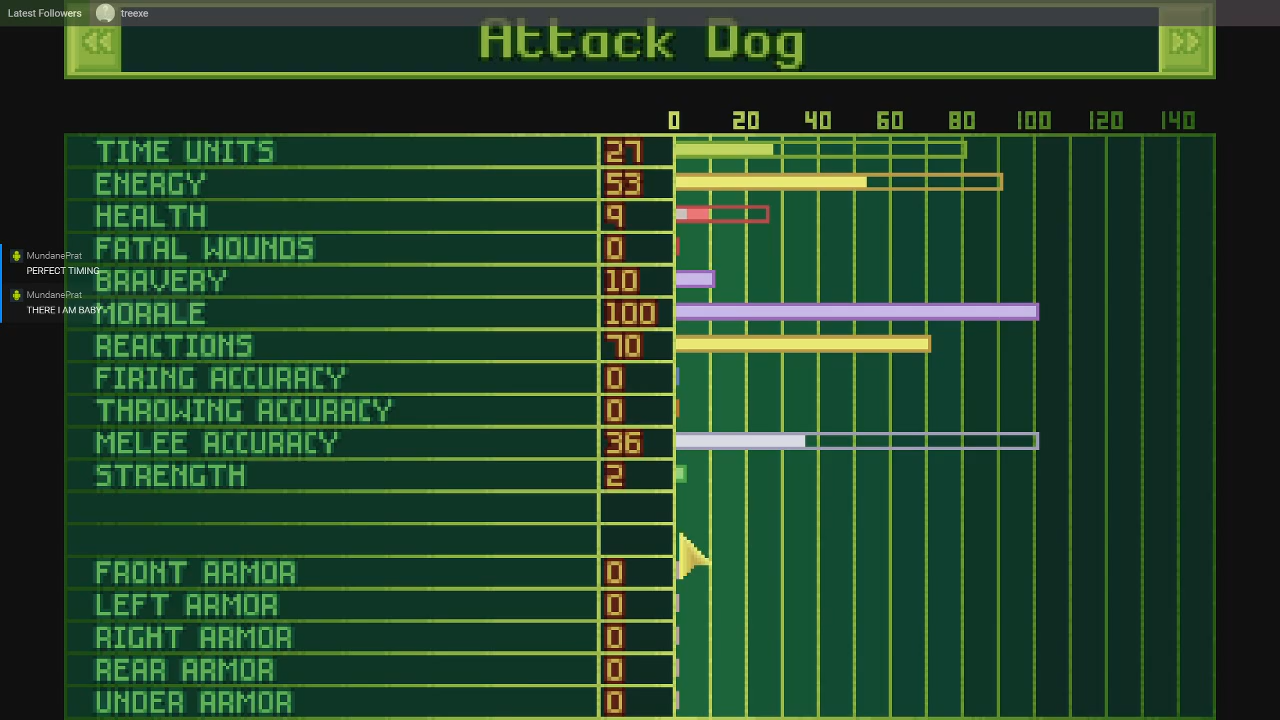 Latest Followers treexe
Attack Dog
0 20 40 60 80 100 120 140
TIME UNITS 27
ENERGY 53
HEALTH 9
FATAL WOUNDS 0
MundanePrat
PERFECT TIMING
BRAVERY 10
MundanePrat
THERE I AM BABY
MORALE 100
REACTIONS 70
FIRING ACCURACY 0
THROWING ACCURACY 0
MELEE ACCURACY 36
STRENGTH 2
FRONT ARMOR 0
LEFT ARMOR 0
RIGHT ARMOR 0
REAR ARMOR 0
UNDER ARMOR 0